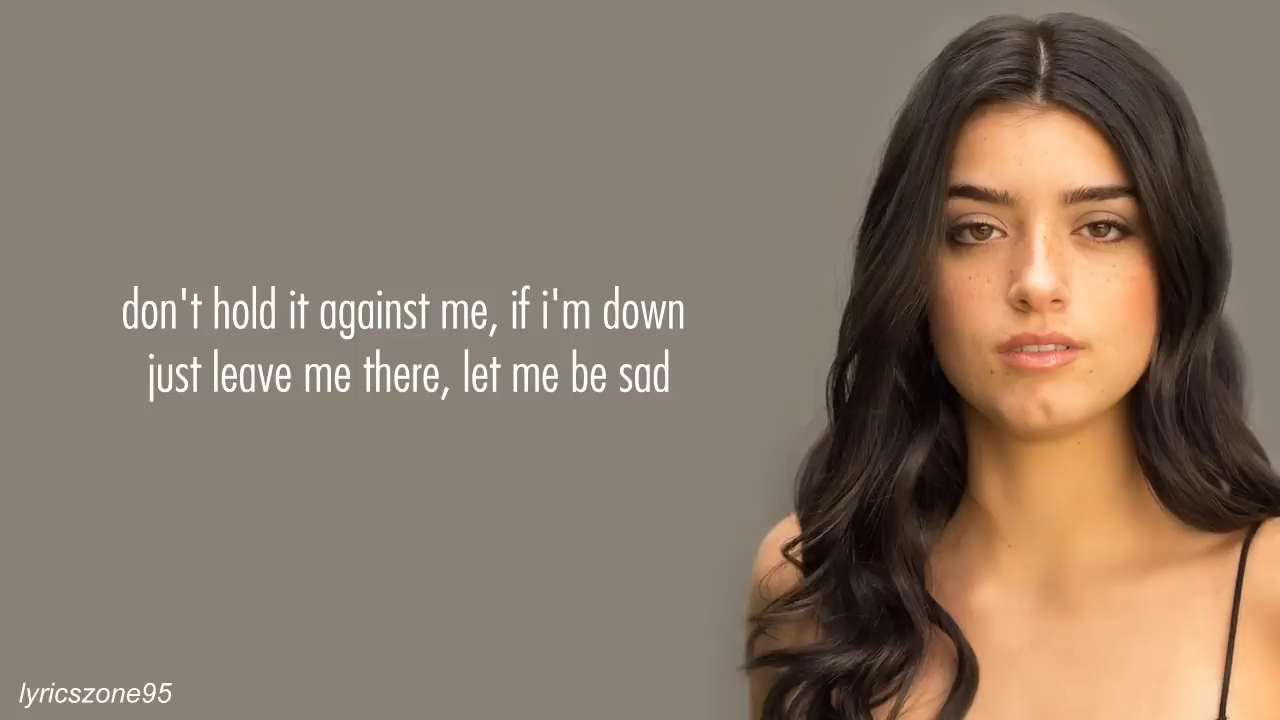 don't hold it against me, if i'm down
just leave me there, let me be sad
lyricszone95